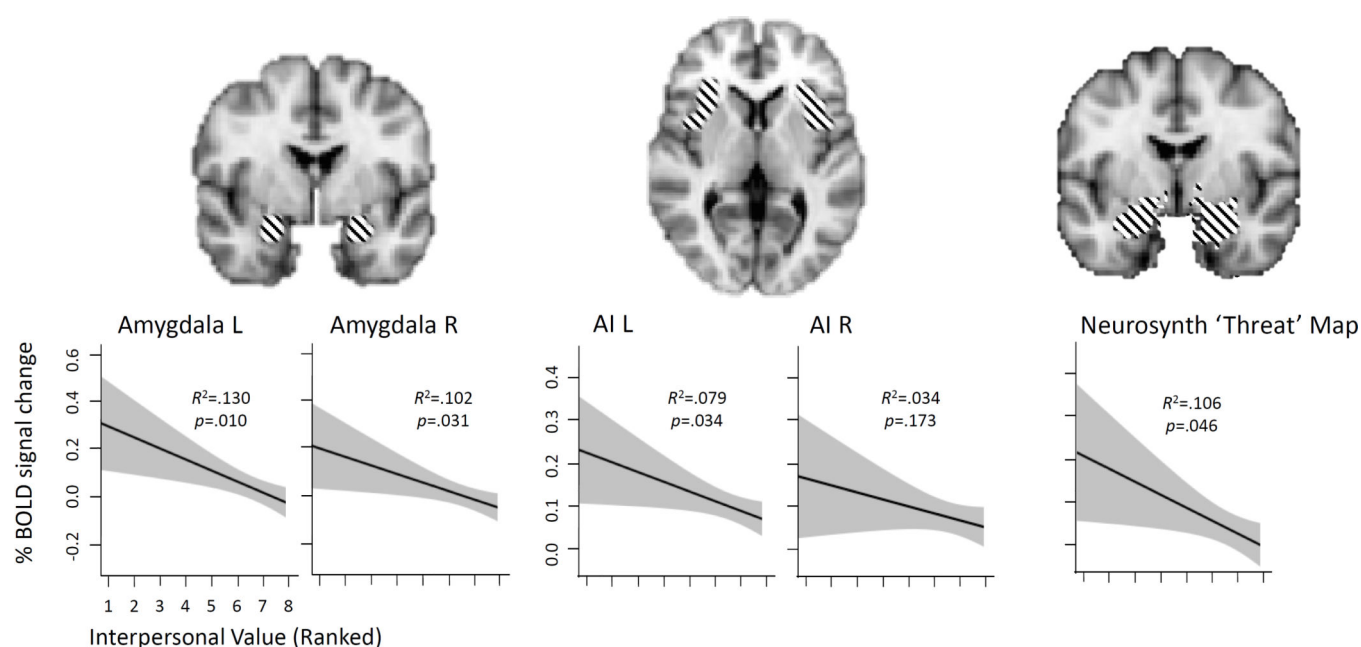 Amygdala L
Amygdala R
AI L
AI R
Neurosynth ‘Threat’ Map
% BOLD signal change
0.6
0.4
0.2
0.0
-0.2
R²=.130
p=.010
R²=.102
p=.031
0.4
0.3
0.2
0.1
0.0
R²=.079
p=.034
R²=.034
p=.173
R²=.106
p=.046
1 2 3 4 5 6 7 8
Interpersonal Value (Ranked)